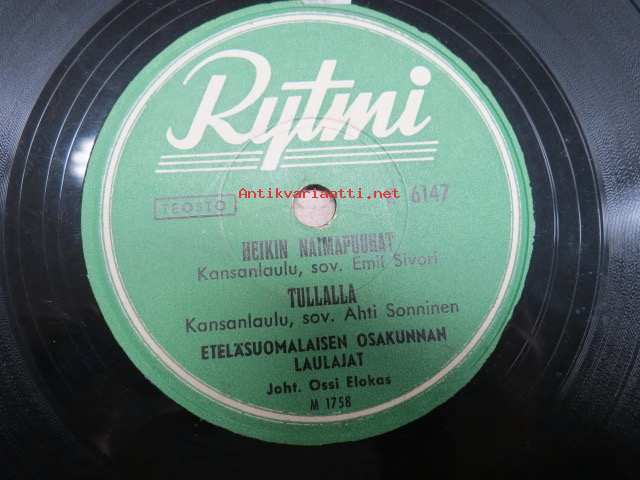 Rytmi
Antikvariantti.net
TEOSTO
6147
HEIKIN NAIMAPUUHAT
Kansanlaulu, sov. Emil Sivori
TULLALLA
Kansanlaulu, sov. Ahti Sonninen
ETELÄSUOMALAISEN OSAKUNNAN
LAULAJAT
Joht. Ossi Elokas
M 1758